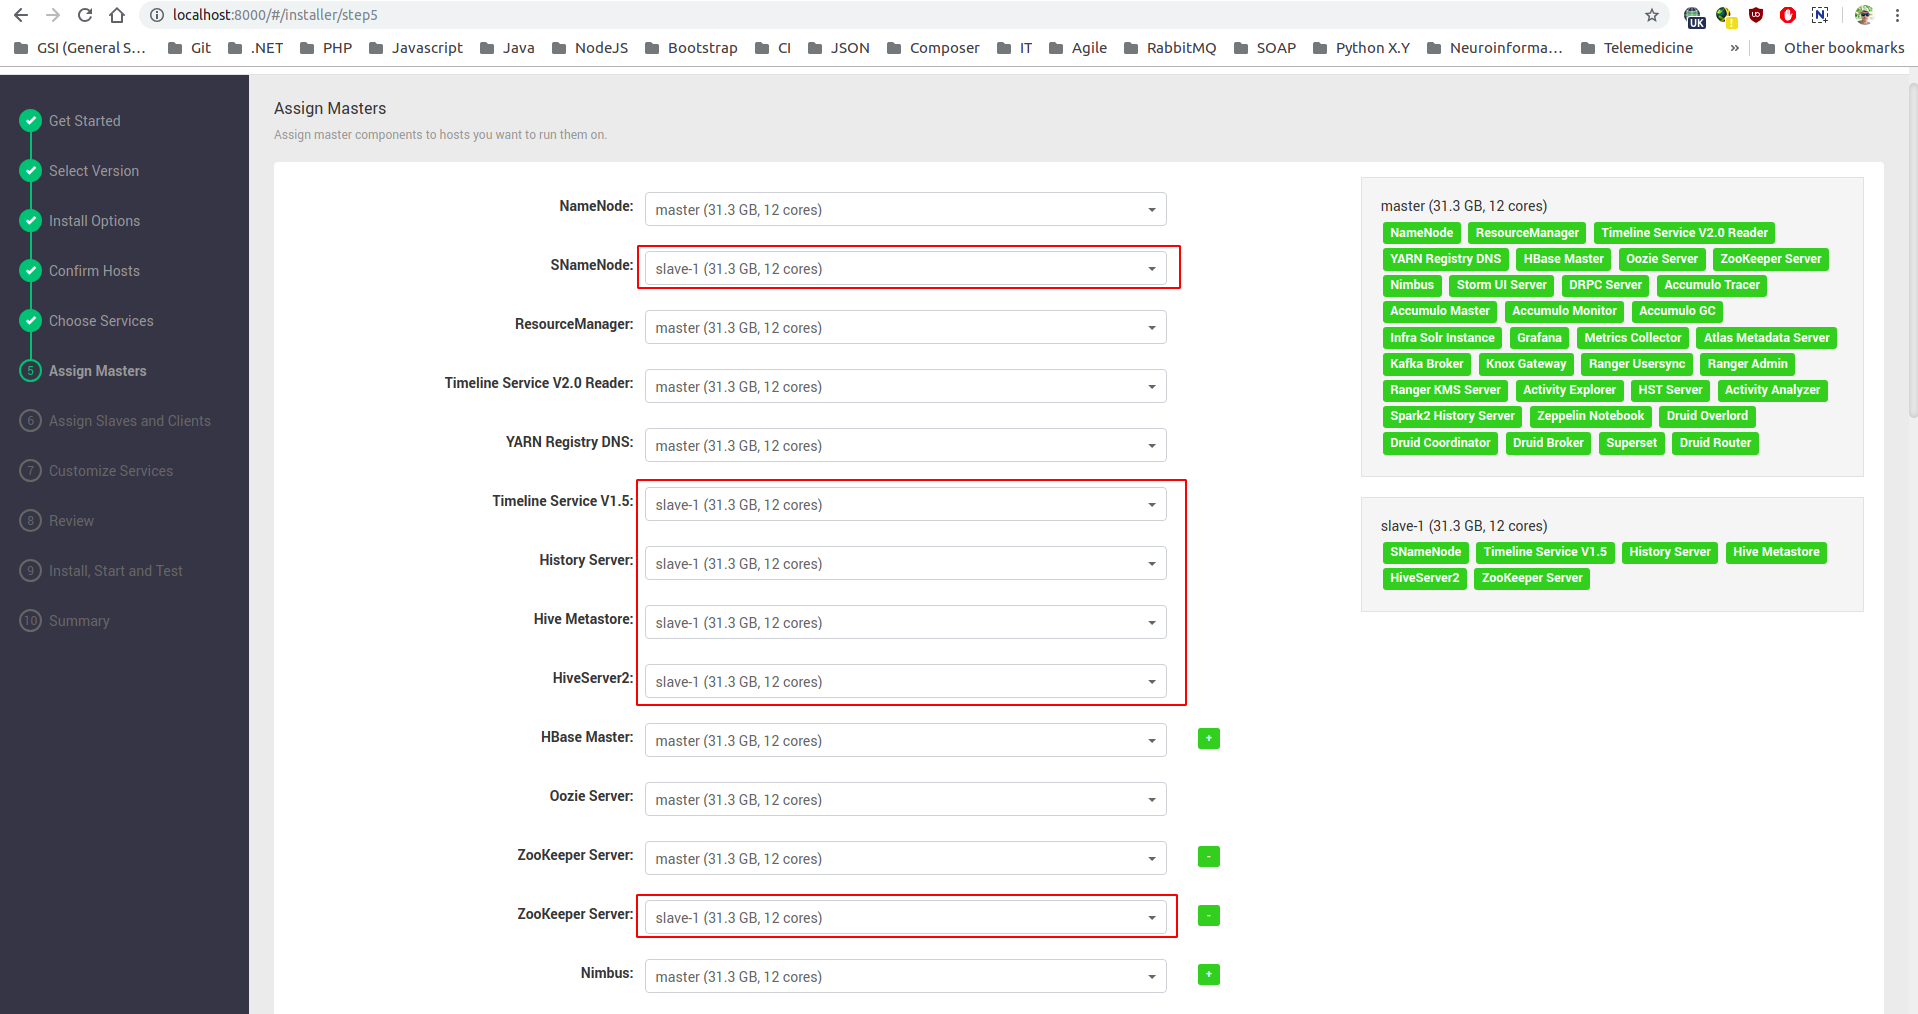 localhost:8000/#/installer/step5
UK
GSI (General S... Git .NET PHP Javascript Java NodeJS Bootstrap CI JSON Composer IT Agile RabbitMQ SOAP Python X.Y Neuroinforma... Telemedicine » Other bookmarks
Get Started
Select Version
Install Options
Confirm Hosts
Choose Services
5 Assign Masters
6 Assign Slaves and Clients
7 Customize Services
8 Review
9 Install, Start and Test
10 Summary
Assign Masters
Assign master components to hosts you want to run them on.
NameNode: master (31.3 GB, 12 cores)
SNameNode: slave-1 (31.3 GB, 12 cores)
ResourceManager: master (31.3 GB, 12 cores)
Timeline Service V2.0 Reader: master (31.3 GB, 12 cores)
YARN Registry DNS: master (31.3 GB, 12 cores)
Timeline Service V1.5: slave-1 (31.3 GB, 12 cores)
History Server: slave-1 (31.3 GB, 12 cores)
Hive Metastore: slave-1 (31.3 GB, 12 cores)
HiveServer2: slave-1 (31.3 GB, 12 cores)
HBase Master: master (31.3 GB, 12 cores) +
Oozie Server: master (31.3 GB, 12 cores)
ZooKeeper Server: master (31.3 GB, 12 cores) -
ZooKeeper Server: slave-1 (31.3 GB, 12 cores) -
Nimbus: master (31.3 GB, 12 cores) +
master (31.3 GB, 12 cores)
NameNode ResourceManager Timeline Service V2.0 Reader
YARN Registry DNS HBase Master Oozie Server ZooKeeper Server
Nimbus Storm UI Server DRPC Server Accumulo Tracer
Accumulo Master Accumulo Monitor Accumulo GC
Infra Solr Instance Grafana Metrics Collector Atlas Metadata Server
Kafka Broker Knox Gateway Ranger Usersync Ranger Admin
Ranger KMS Server Activity Explorer HST Server Activity Analyzer
Spark2 History Server Zeppelin Notebook Druid Overlord
Druid Coordinator Druid Broker Superset Druid Router
slave-1 (31.3 GB, 12 cores)
SNameNode Timeline Service V1.5 History Server Hive Metastore
HiveServer2 ZooKeeper Server